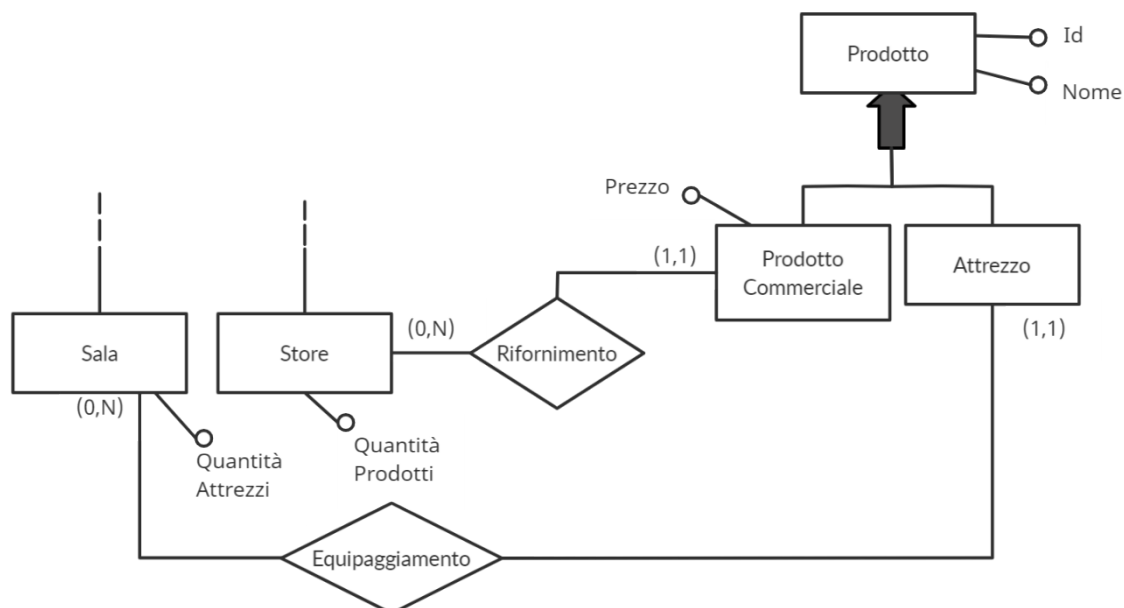 Prodotto
Id
Nome
Prezzo
(1,1)
Prodotto
Commerciale
Attrezzo
(1,1)
Sala
(0,N)
Store
(0,N)
Rifornimento
Quantità
Attrezzi
Quantità
Prodotti
Equipaggiamento